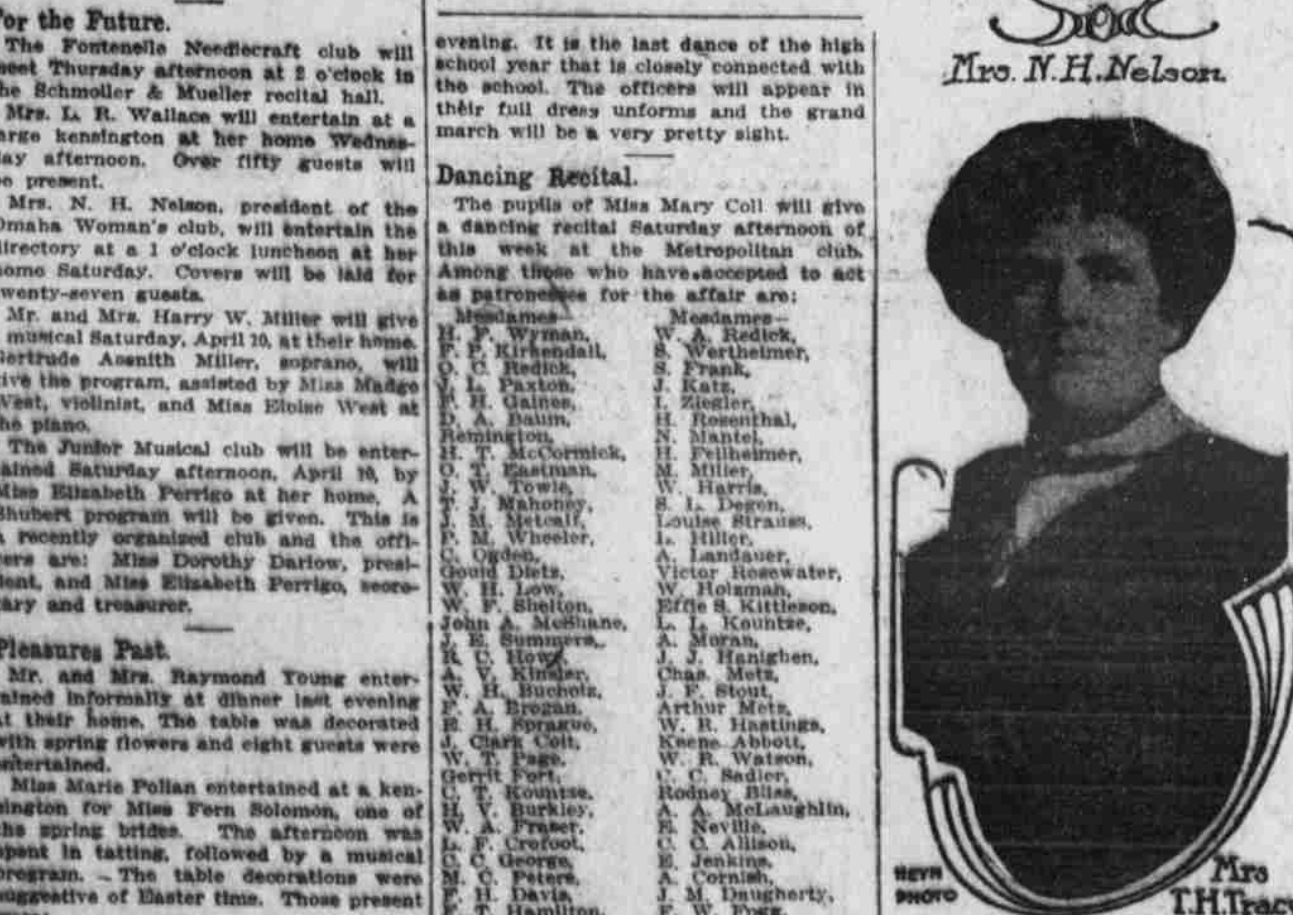 For the Future.
The Fontenelle Needlecraft club will
meet Thursday afternoon at 2 o'clock in
the Schmoller & Mueller recital hall.
Mrs. L. R. Wallace will entertain at a
large kensington at her home Wednes-
day afternoon. Over fifty guests will
be present.
Mrs. N. H. Nelson, president of the
Omaha Woman's club, will entertain the
directory at a 1 o'clock luncheon at her
home Saturday. Covers will be laid for
twenty-seven guests.
Mr. and Mrs. Harry W. Miller will give
a musical Saturday, April 10, at their home.
Gertrude Asenith Miller, soprano, will
give the program, assisted by Miss Madge
West, violinist, and Miss Eloise West at
the piano.
The Junior Musical club will be enter-
tained Saturday afternoon, April 10, by
Miss Elizabeth Perrigo at her home. A
Shubert program will be given. This is
a recently organized club and the offi-
cers are: Miss Dorothy Darlow, presi-
dent, and Miss Elizabeth Perrigo, secre-
tary and treasurer.
Pleasures Past.
Mr. and Mrs. Raymond Young enter-
tained informally at dinner last evening
at their home. The table was decorated
with spring flowers and eight guests were
entertained.
Miss Marie Polian entertained at a ken-
sington for Miss Fern Solomon, one of
the spring brides. The afternoon was
spent in tatting, followed by a musical
program. The table decorations were
suggestive of Easter time. Those present
evening. It is the last dance of the high
school year that is closely connected with
the school. The officers will appear in
their full dress unforms and the grand
march will be a very pretty sight.
Dancing Recital.
The pupils of Miss Mary Coll will give
a dancing recital Saturday afternoon of
this week at the Metropolitan club.
Among those who have accepted to act
as patronesses for the affair are:
Mesdames—
H. F. Wyman,
F. P. Kirkendall,
O. C. Redick,
J. L. Paxton,
F. H. Gaines,
D. A. Baum,
Remington,
H. T. McCormick,
O. T. Eastman,
J. W. Towle,
T. J. Mahoney,
J. M. Metcalf,
P. M. Wheeler,
C. Ogden,
Gould Dietz,
W. H. Low,
W. F. Shelton,
John A. McShane,
J. E. Summers,
R. C. Howe,
A. V. Kinsler,
W. H. Bucholz,
F. A. Brogan,
E. H. Sprague,
J. Clark Colt,
W. T. Page,
Gerrit Fort,
C. T. Kountze,
H. V. Burkley,
W. A. Fraser,
L. F. Crofoot,
C. C. George,
M. C. Peters,
F. H. Davis,
F. T. Hamilton,
Mesdames—
W. A. Redick,
S. Wertheimer,
S. Frank,
J. Katz,
I. Ziegler,
H. Rosenthal,
N. Mantel,
H. Fellheimer,
M. Miller,
W. Harris,
S. L. Degen,
Louise Strauss,
L. Hiller,
A. Landauer,
Victor Rosewater,
W. Holzman,
Effie S. Kittleson,
L. L. Kountze,
A. Moran,
J. J. Hanighen,
Chas. Metz,
J. F. Stout,
Arthur Metz,
W. R. Hastings,
Keene Abbott,
W. R. Watson,
C. C. Sadler,
Rodney Bliss,
A. A. McLaughlin,
E. Neville,
C. C. Allison,
E. Jenkins,
A. Cornish,
J. M. Daugherty,
F. W. Fogg,
Mrs. N.H.Nelson.
HEYN
PHOTO
Mrs
T.H.Tracy